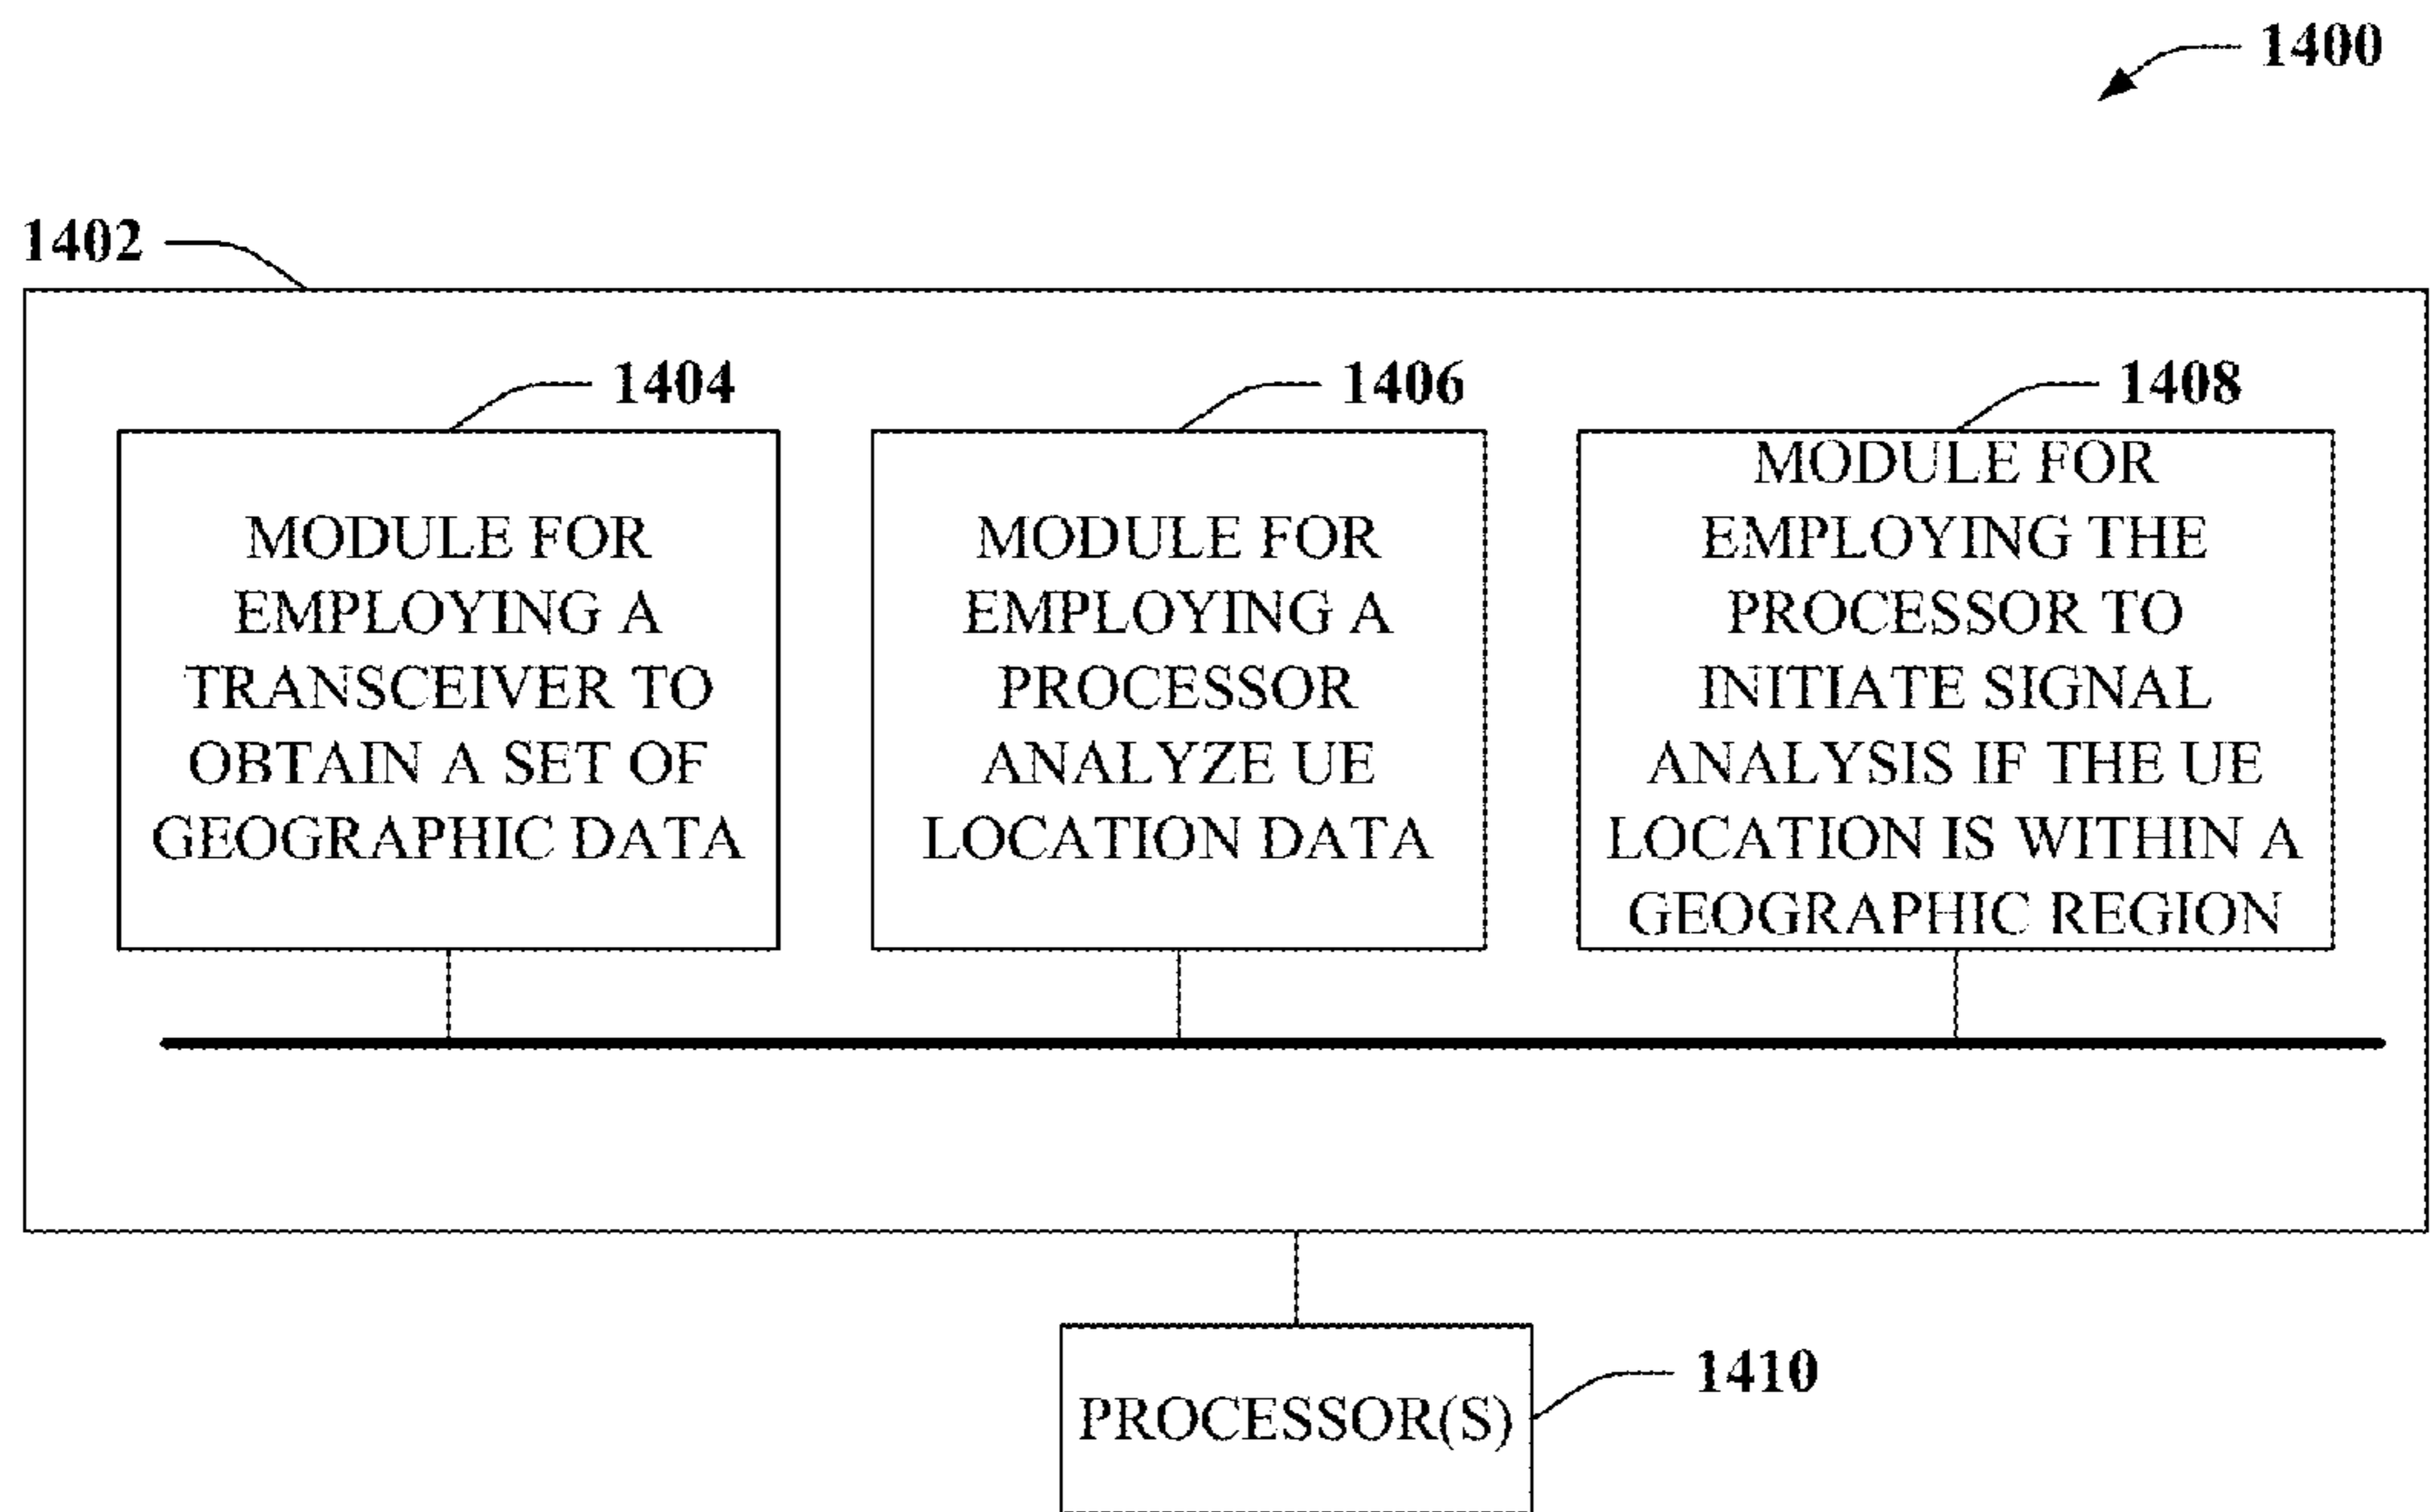 1400
1402
1404
1406
1408
MODULE FOR
EMPLOYING A
TRANSCEIVER TO
OBTAIN A SET OF
GEOGRAPHIC DATA
MODULE FOR
EMPLOYING A
PROCESSOR
ANALYZE UE
LOCATION DATA
MODULE FOR
EMPLOYING THE
PROCESSOR TO
INITIATE SIGNAL
ANALYSIS IF THE UE
LOCATION IS WITHIN A
GEOGRAPHIC REGION
1410
PROCESSOR(S)